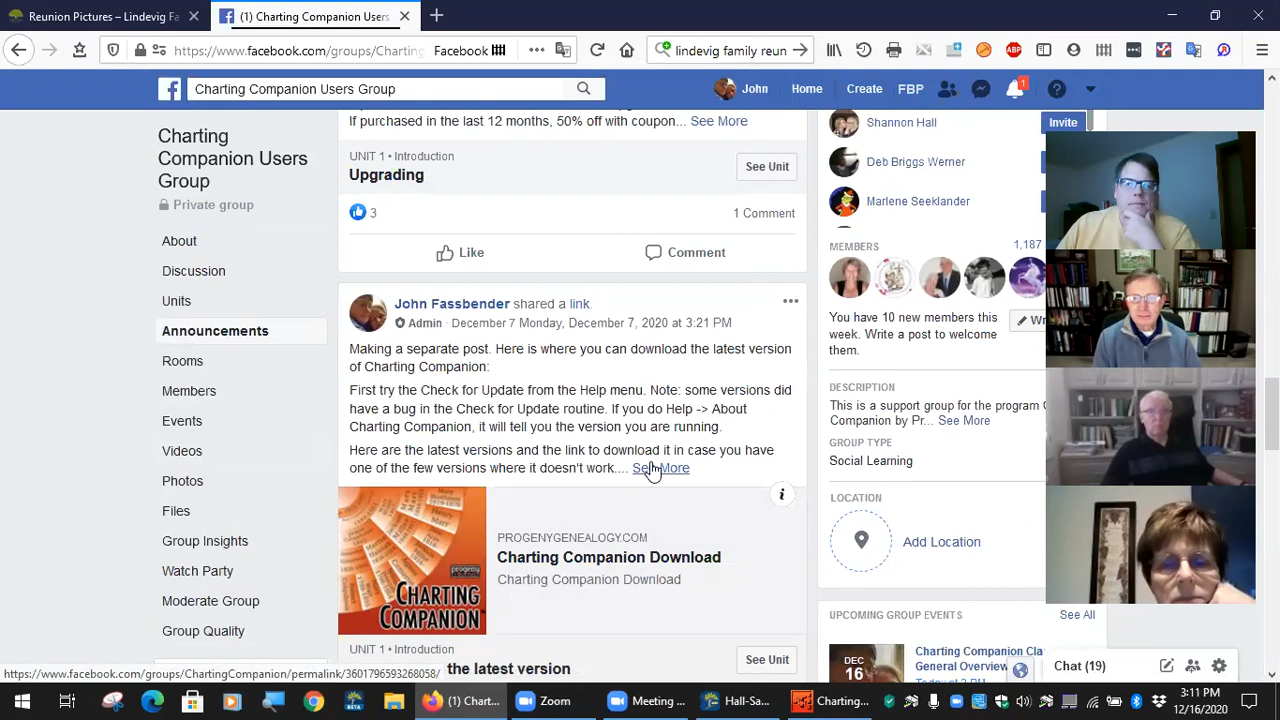 Reunion Pictures – Lindevig Fa
(1) Charting Companion Users
https://www.facebook.com/groups/Charting
Facebook
lindevig family reun
Charting Companion Users Group
John
Home
Create
FBP
1
Charting
Companion Users
Group
Private group
About
Discussion
Units
Announcements
Rooms
Members
Events
Videos
Photos
Files
Group Insights
Watch Party
Moderate Group
Group Quality
If purchased in the last 12 months, 50% off with coupon... See More
UNIT 1 • Introduction
Upgrading
See Unit
3
1 Comment
Like
Comment
John Fassbender shared a link.
Admin · December 7 Monday, December 7, 2020 at 3:21 PM
Making a separate post. Here is where you can download the latest version
of Charting Companion:
First try the Check for Update from the Help menu. Note: some versions did
have a bug in the Check for Update routine. If you do Help -> About
Charting Companion, it will tell you the version you are running.
Here are the latest versions and the link to download it in case you have
one of the few versions where it doesn't work.... See More
CHARTING
COMPANION
progeny
PROGENYGENEALOGY.COM
Charting Companion Download
Charting Companion Download
UNIT 1 • Introduction
the latest version
See Unit
Shannon Hall
Invite
Deb Briggs Werner
Marlene Seeklander
MEMBERS
1,187
You have 10 new members this
week. Write a post to welcome
them.
Wr
DESCRIPTION
This is a support group for the program C
Companion by Pr... See More
GROUP TYPE
Social Learning
LOCATION
Add Location
UPCOMING GROUP EVENTS
See All
DEC
16
Charting Companion Cla
General Overview
Today at 2 PM
Chat (19)
https://www.facebook.com/groups/ChartingCompanion/permalink/3601796593268058/
(1) Chart...
Zoom
Meeting ...
Hall-Sa...
Charting...
3:11 PM
12/16/2020